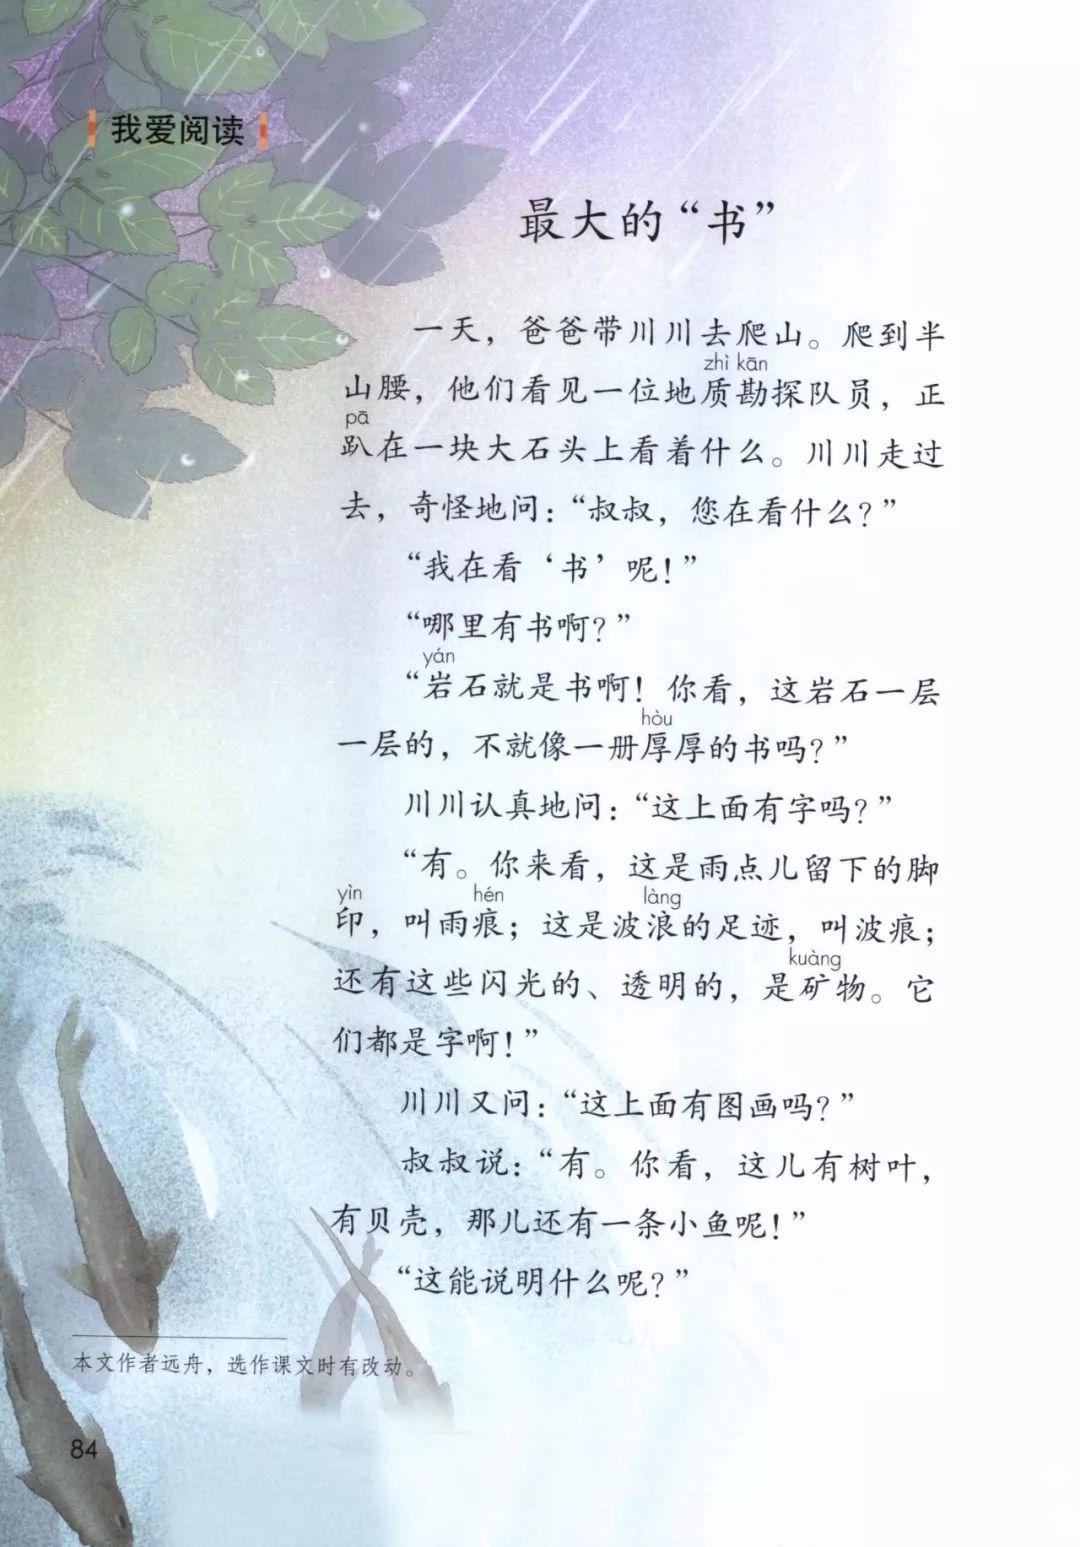 我爱阅读
最大的“书”
一天，爸爸带川川去爬山。爬到半
zhì kān
山腰，他们看见一位地质勘探队员，正
pā
趴在一块大石头上看着什么。川川走过
去，奇怪地问：“叔叔，您在看什么？”
“我在看‘书’呢！”
“哪里有书啊？”
yán
“岩石就是书啊！你看，这岩石一层
hòu
一层的，不就像一册厚厚的书吗？”
川川认真地问：“这上面有字吗？”
“有。你来看，这是雨点儿留下的脚
yìn hén làng
印，叫雨痕；这是波浪的足迹，叫波痕；
kuàng
还有这些闪光的、透明的，是矿物。它
们都是字啊！”
川川又问：“这上面有图画吗？”
叔叔说：“有。你看，这儿有树叶，
有贝壳，那儿还有一条小鱼呢！”
“这能说明什么呢？”
本文作者远舟，选作课文时有改动。
84